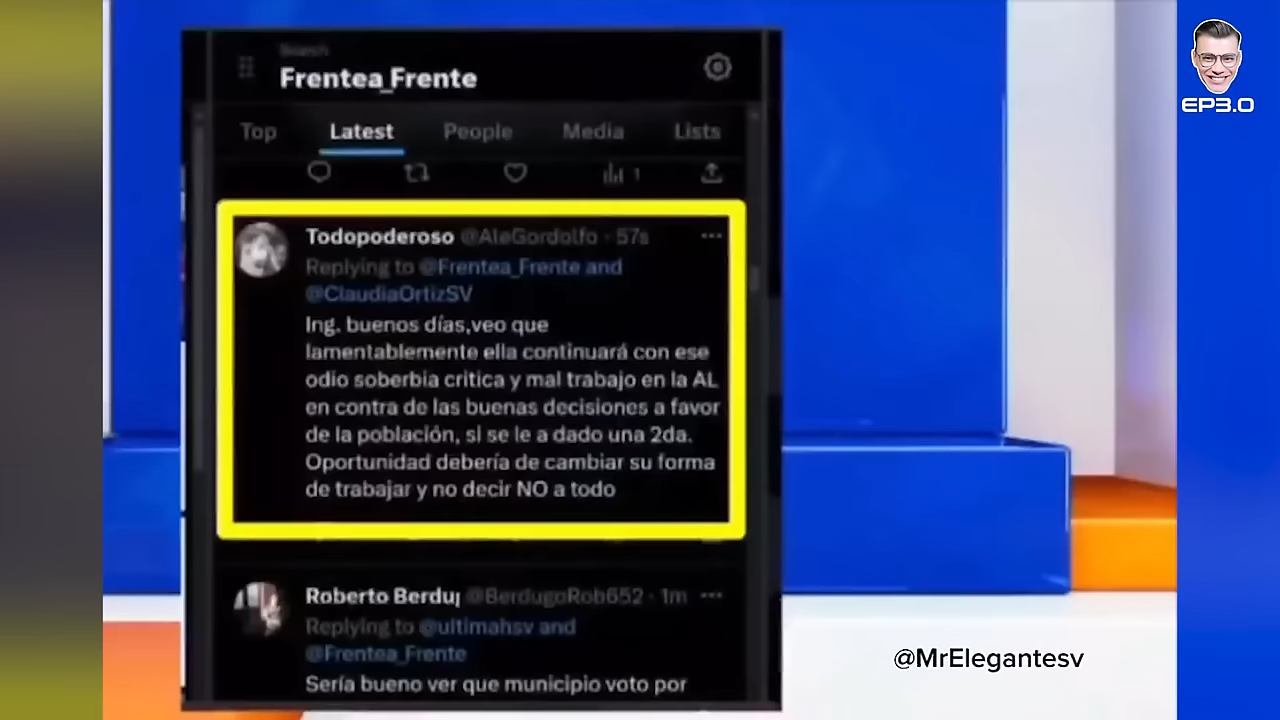 EP3.0
Search
Frentea_Frente
Top Latest People Media Lists
1
Todopoderoso @AleGordolfo · 57s
Replying to @Frentea_Frente and
@ClaudiaOrtizSV
Ing. buenos días,veo que
lamentablemente ella continuará con ese
odio soberbia critica y mal trabajo en la AL
en contra de las buenas decisiones a favor
de la población, si se le a dado una 2da.
Oportunidad debería de cambiar su forma
de trabajar y no decir NO a todo
Roberto Berdug @BerdugoRob652 · 1m
Replying to @ultimahsv and
@Frentea_Frente
Sería bueno ver que municipio voto por
@MrElegantesv